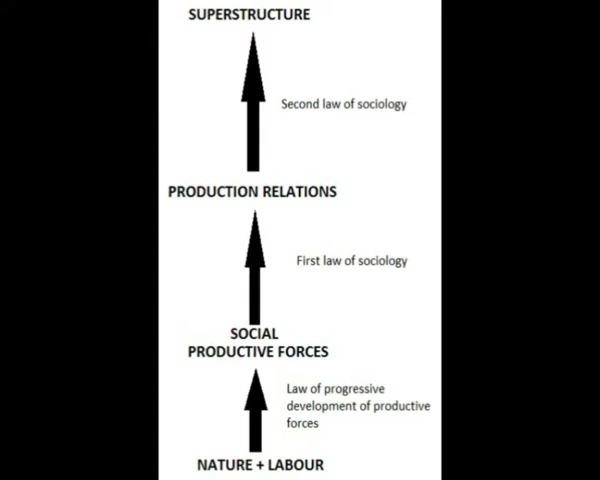 SUPERSTRUCTURE
Second law of sociology
PRODUCTION RELATIONS
First law of sociology
SOCIAL
PRODUCTIVE FORCES
Law of progressive
development of productive
forces
NATURE + LABOUR